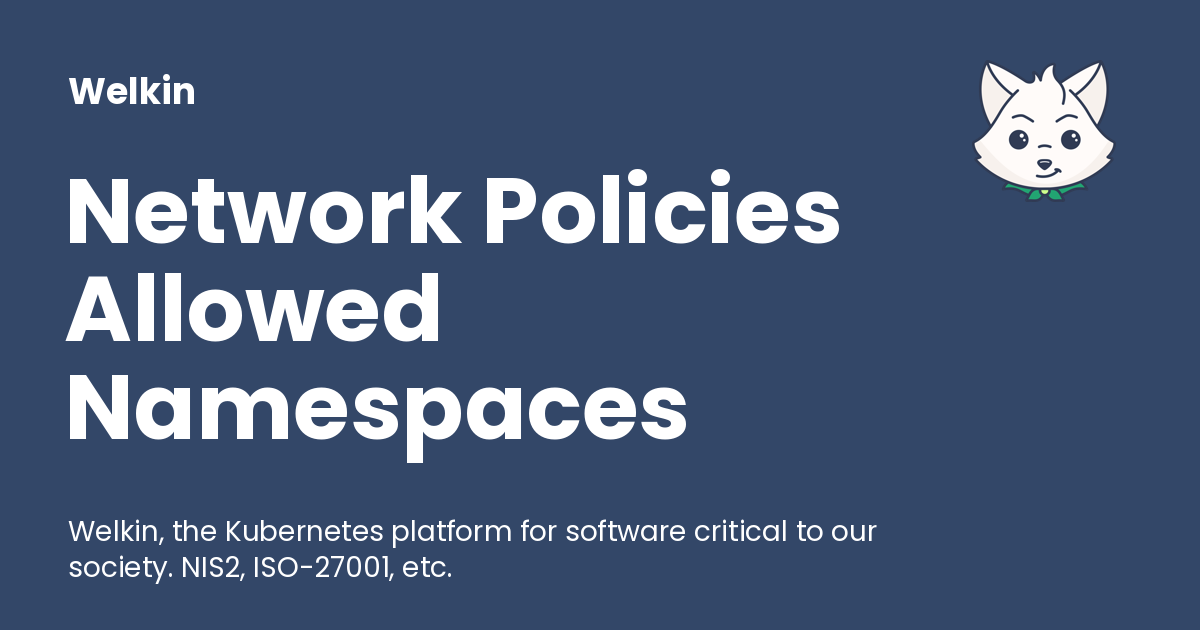 Welkin
Network Policies
Allowed
Namespaces
Welkin, the Kubernetes platform for software critical to our
society. NIS2, ISO-27001, etc.